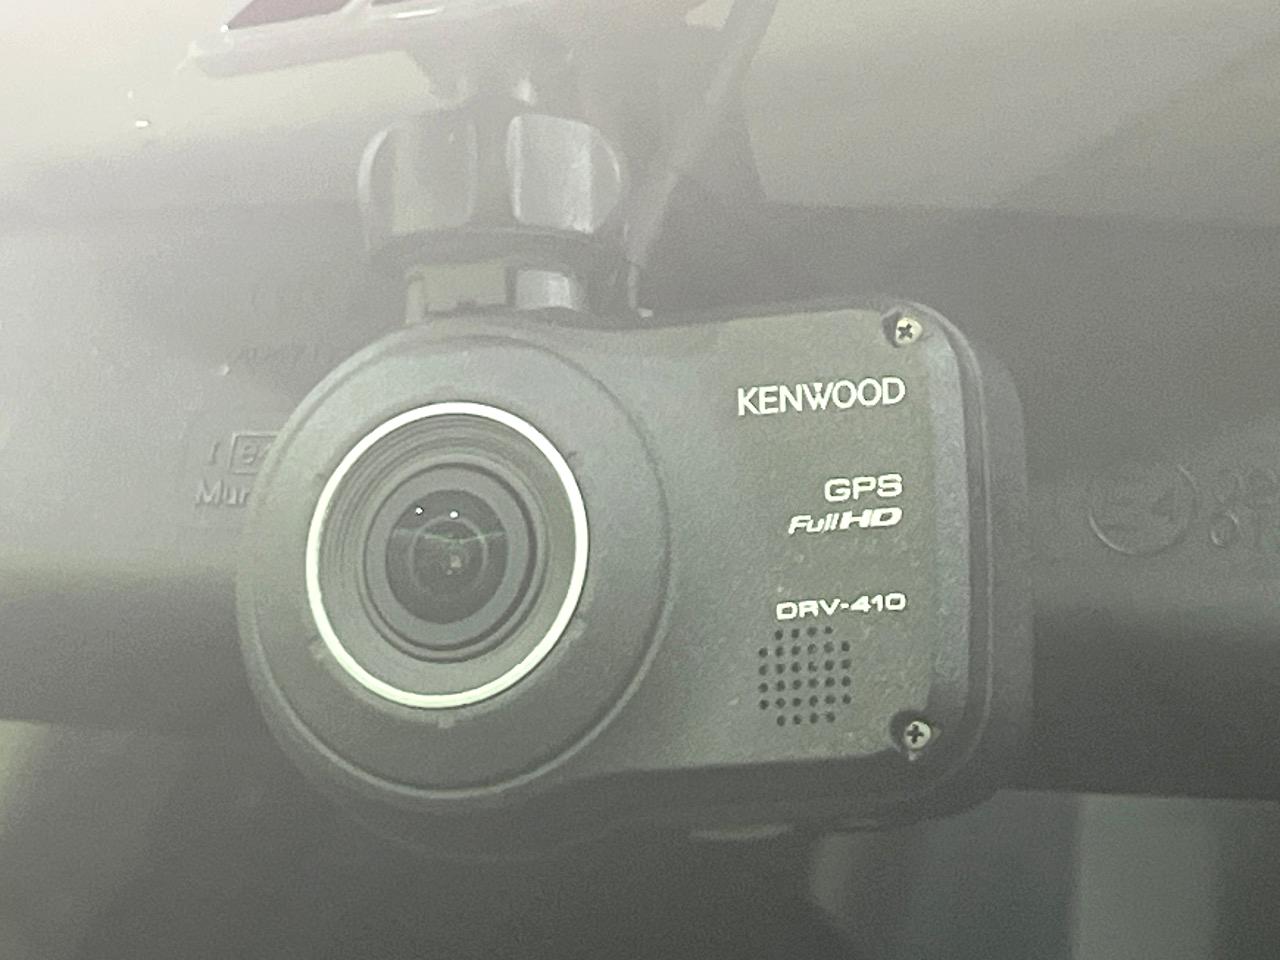 KENWOOD
GPS
Full HD
DRV-410